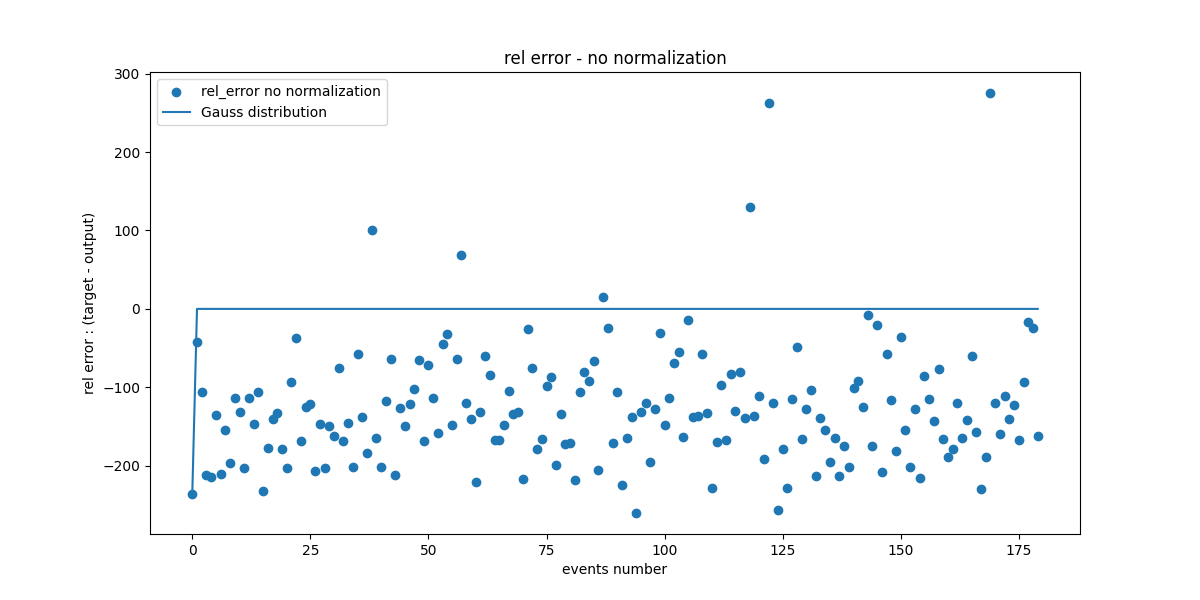 rel error - no normalization
rel_error no normalization
Gauss distribution
300
200
100
0
−100
−200
rel error : (target - output)
0 25 50 75 100 125 150 175
events number